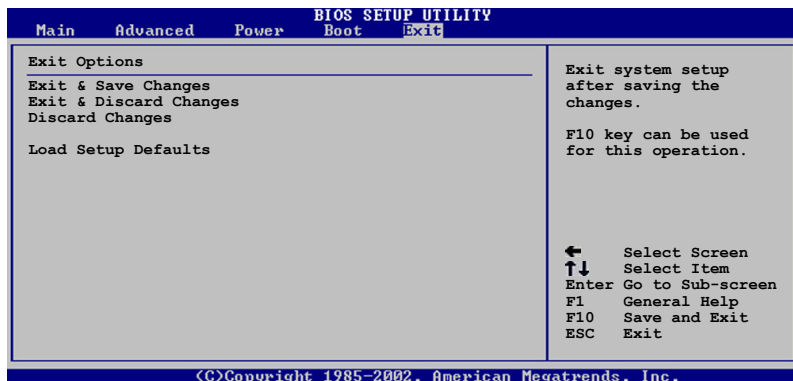 BIOS SETUP UTILITY
Main Advanced Power Boot Exit
Exit Options
Exit & Save Changes
Exit & Discard Changes
Discard Changes
Load Setup Defaults
Exit system setup
after saving the
changes.
F10 key can be used
for this operation.
← Select Screen
↑↓ Select Item
Enter Go to Sub-screen
F1 General Help
F10 Save and Exit
ESC Exit
(C)Copyright 1985-2002, American Megatrends, Inc.